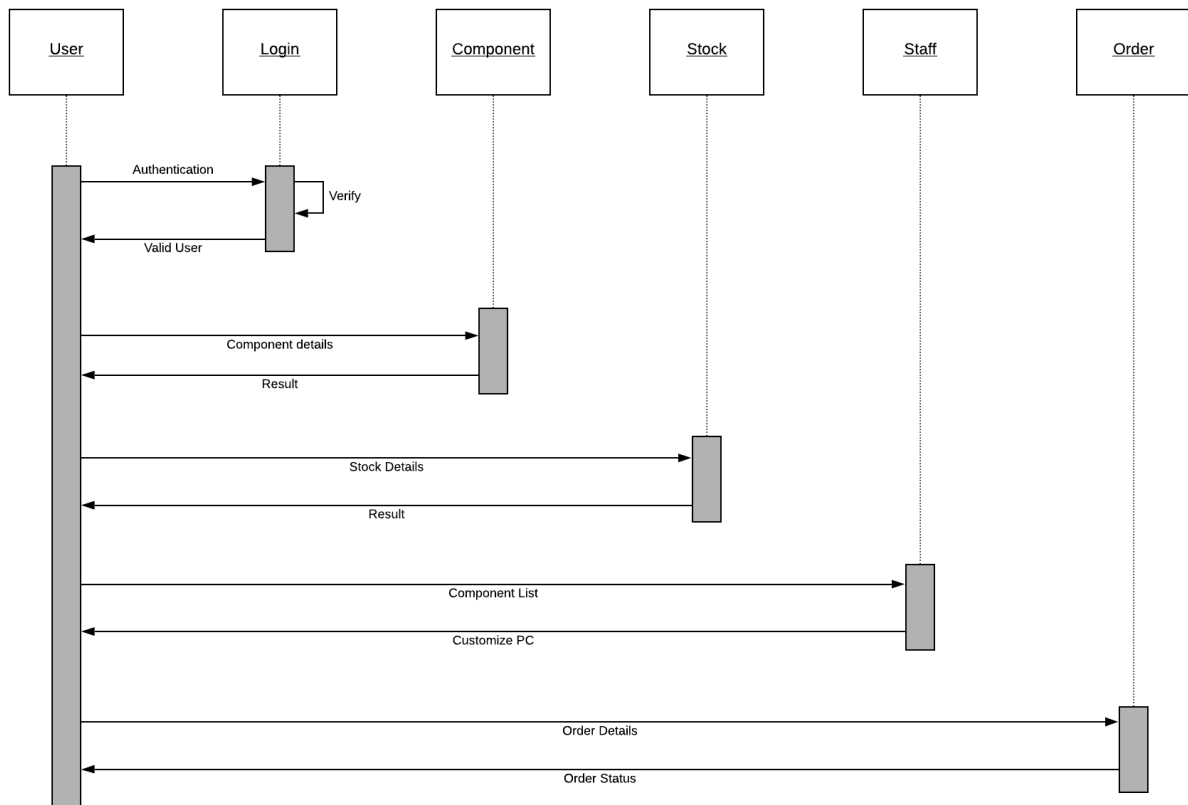 User
Login
Component
Stock
Staff
Order
Authentication
Verify
Valid User
Component details
Result
Stock Details
Result
Component List
Customize PC
Order Details
Order Status